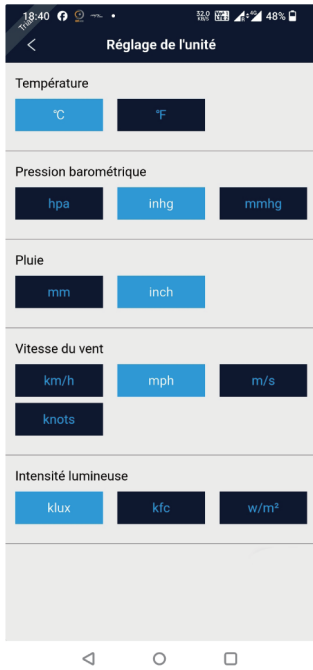 18:40 48%
Réglage de l'unité
Température
°C °F
Pression barométrique
hpa inhg mmhg
Pluie
mm inch
Vitesse du vent
km/h mph m/s
knots
Intensité lumineuse
klux kfc w/m²